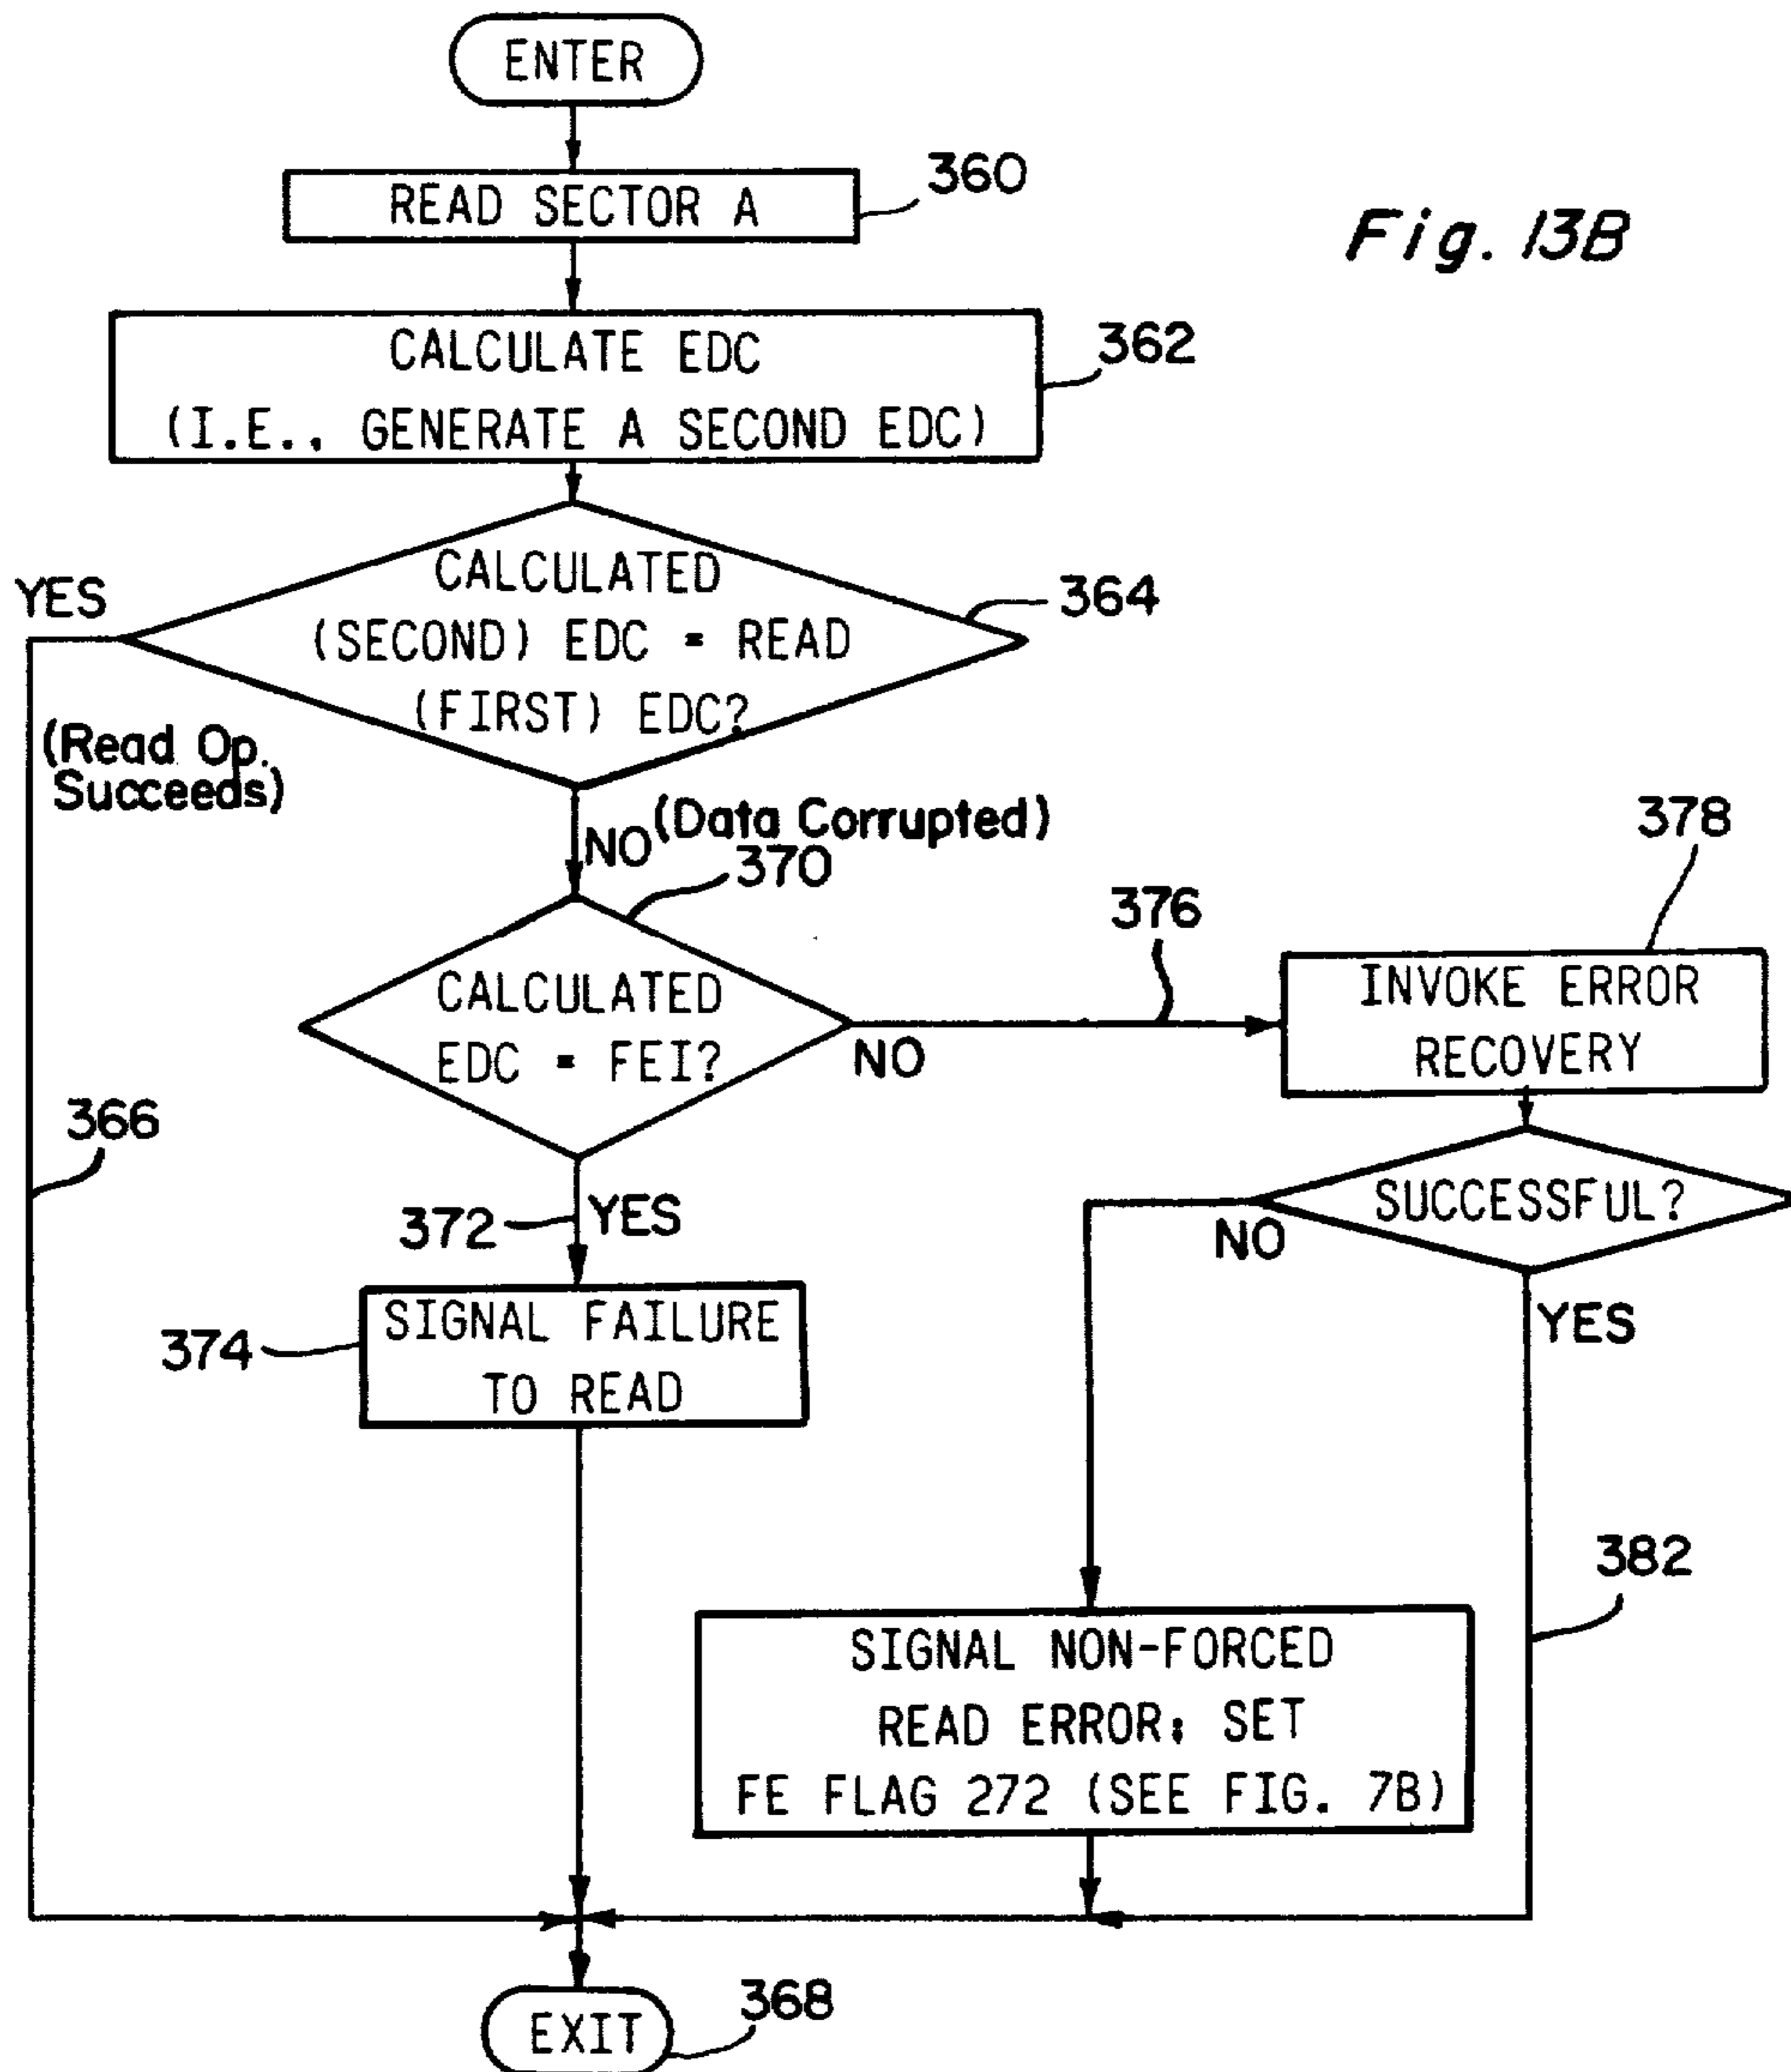 ENTER
READ SECTOR A
360
Fig. 13B
CALCULATE EDC
(I.E., GENERATE A SECOND EDC)
362
YES
CALCULATED
(SECOND) EDC = READ
(FIRST) EDC?
364
(Read Op.
Succeeds)
NO
(Data Corrupted)
370
CALCULATED
EDC = FEI?
NO
376
378
INVOKE ERROR
RECOVERY
366
372
YES
SUCCESSFUL?
NO
YES
374
SIGNAL FAILURE
TO READ
382
SIGNAL NON-FORCED
READ ERROR; SET
FE FLAG 272 (SEE FIG. 7B)
EXIT
368